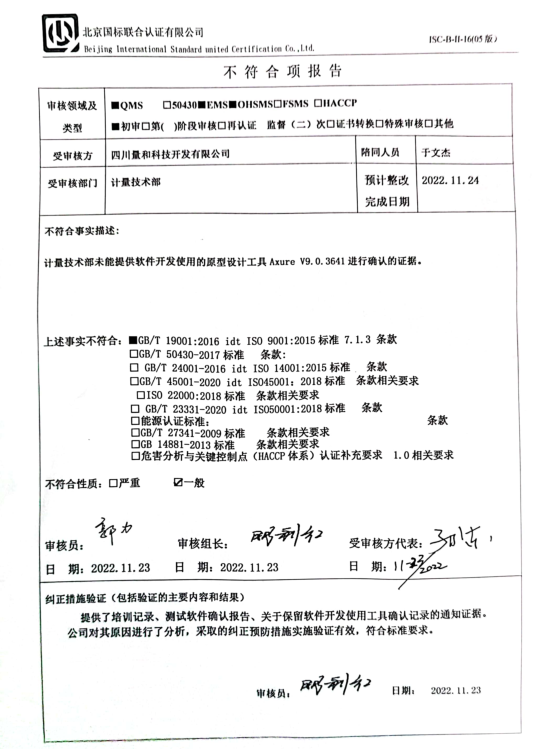 北京国标联合认证有限公司
Beijing International Standard united Certification Co.,Ltd.
ISC-B-II-16(05版)
不符合项报告
审核领域及类型
■QMS □50430■EMS■OHSMS□FSMS □HACCP
■初审□第( )阶段审核□再认证 监督(二)次□证书转换□特殊审核□其他
受审核方 四川量和科技开发有限公司 陪同人员 于文杰
受审核部门 计量技术部 预计整改完成日期 2022.11.24
不符合事实描述:
计量技术部未能提供软件开发使用的原型设计工具 Axure V9.0.3641 进行确认的证据。
上述事实不符合: ■GB/T 19001:2016 idt ISO 9001:2015 标准 7.1.3 条款
□GB/T 50430-2017 标准 条款:
□ GB/T 24001-2016 idt ISO 14001:2015 标准 条款
□GB/T 45001-2020 idt ISO45001: 2018 标准 条款相关要求
□ISO 22000:2018 标准 条款相关要求
□ GB/T 23331-2020 idt ISO50001:2018 标准 条款
□能源认证标准: 条款
□GB/T 27341-2009 标准 条款相关要求
□GB 14881-2013 标准 条款相关要求
□危害分析与关键控制点(HACCP 体系)认证补充要求 1.0 相关要求
不符合性质: □严重 ☑一般
审核员: 郭力 审核组长: 受审核方代表:
日 期: 2022.11.23 日 期: 2022.11.23 日 期: 11-23/2022
纠正措施验证(包括验证的主要内容和结果)
提供了培训记录、测试软件确认报告、关于保留软件开发使用工具确认记录的通知证据。
公司对其原因进行了分析，采取的纠正预防措施实施验证有效，符合标准要求。
审核员: 日期: 2022.11.23